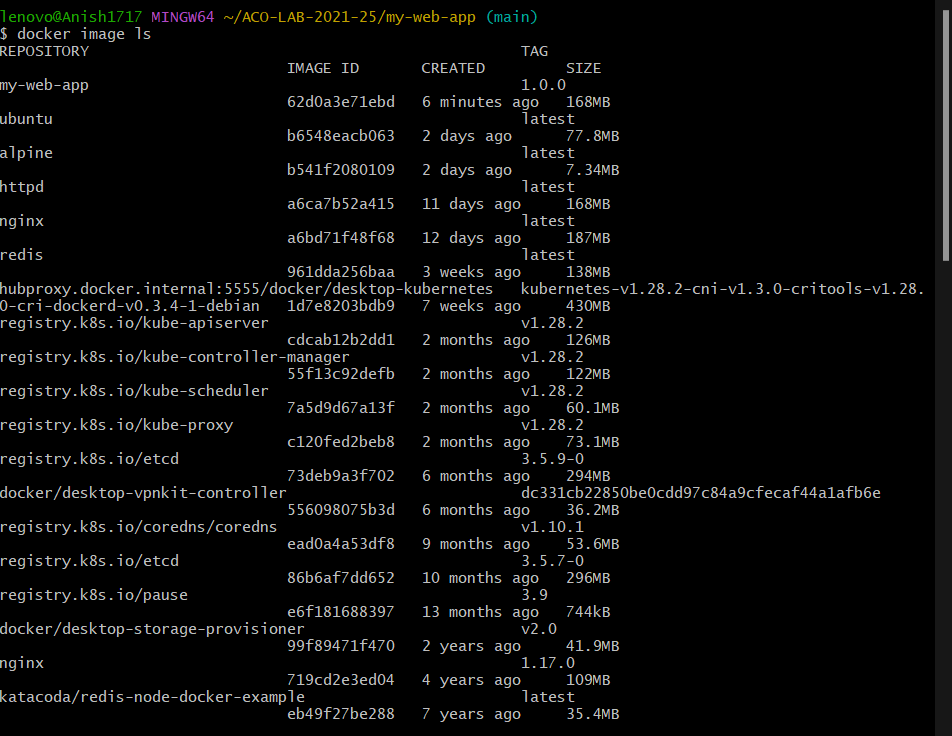 lenovo@Anish1717 MINGW64 ~/ACO-LAB-2021-25/my-web-app (main)
$ docker image ls
REPOSITORY TAG
IMAGE ID CREATED SIZE
my-web-app 1.0.0
62d0a3e71ebd 6 minutes ago 168MB
ubuntu latest
b6548eacb063 2 days ago 77.8MB
alpine latest
b541f2080109 2 days ago 7.34MB
httpd latest
a6ca7b52a415 11 days ago 168MB
nginx latest
a6bd71f48f68 12 days ago 187MB
redis latest
961dda256baa 3 weeks ago 138MB
hubproxy.docker.internal:5555/docker/desktop-kubernetes kubernetes-v1.28.2-cni-v1.3.0-critools-v1.28.
0-cri-dockerd-v0.3.4-1-debian 1d7e8203bdb9 7 weeks ago 430MB
registry.k8s.io/kube-apiserver v1.28.2
cdcab12b2dd1 2 months ago 126MB
registry.k8s.io/kube-controller-manager v1.28.2
55f13c92defb 2 months ago 122MB
registry.k8s.io/kube-scheduler v1.28.2
7a5d9d67a13f 2 months ago 60.1MB
registry.k8s.io/kube-proxy v1.28.2
c120fed2beb8 2 months ago 73.1MB
registry.k8s.io/etcd 3.5.9-0
73deb9a3f702 6 months ago 294MB
docker/desktop-vpnkit-controller dc331cb22850be0cdd97c84a9cfecaf44a1afb6e
556098075b3d 6 months ago 36.2MB
registry.k8s.io/coredns/coredns v1.10.1
ead0a4a53df8 9 months ago 53.6MB
registry.k8s.io/etcd 3.5.7-0
86b6af7dd652 10 months ago 296MB
registry.k8s.io/pause 3.9
e6f181688397 13 months ago 744kB
docker/desktop-storage-provisioner v2.0
99f89471f470 2 years ago 41.9MB
nginx 1.17.0
719cd2e3ed04 4 years ago 109MB
katacoda/redis-node-docker-example latest
eb49f27be288 7 years ago 35.4MB